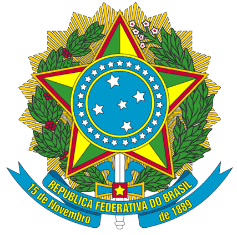 REPÚBLICA FEDERATIVA DO BRASIL
15 de Novembro
de 1889